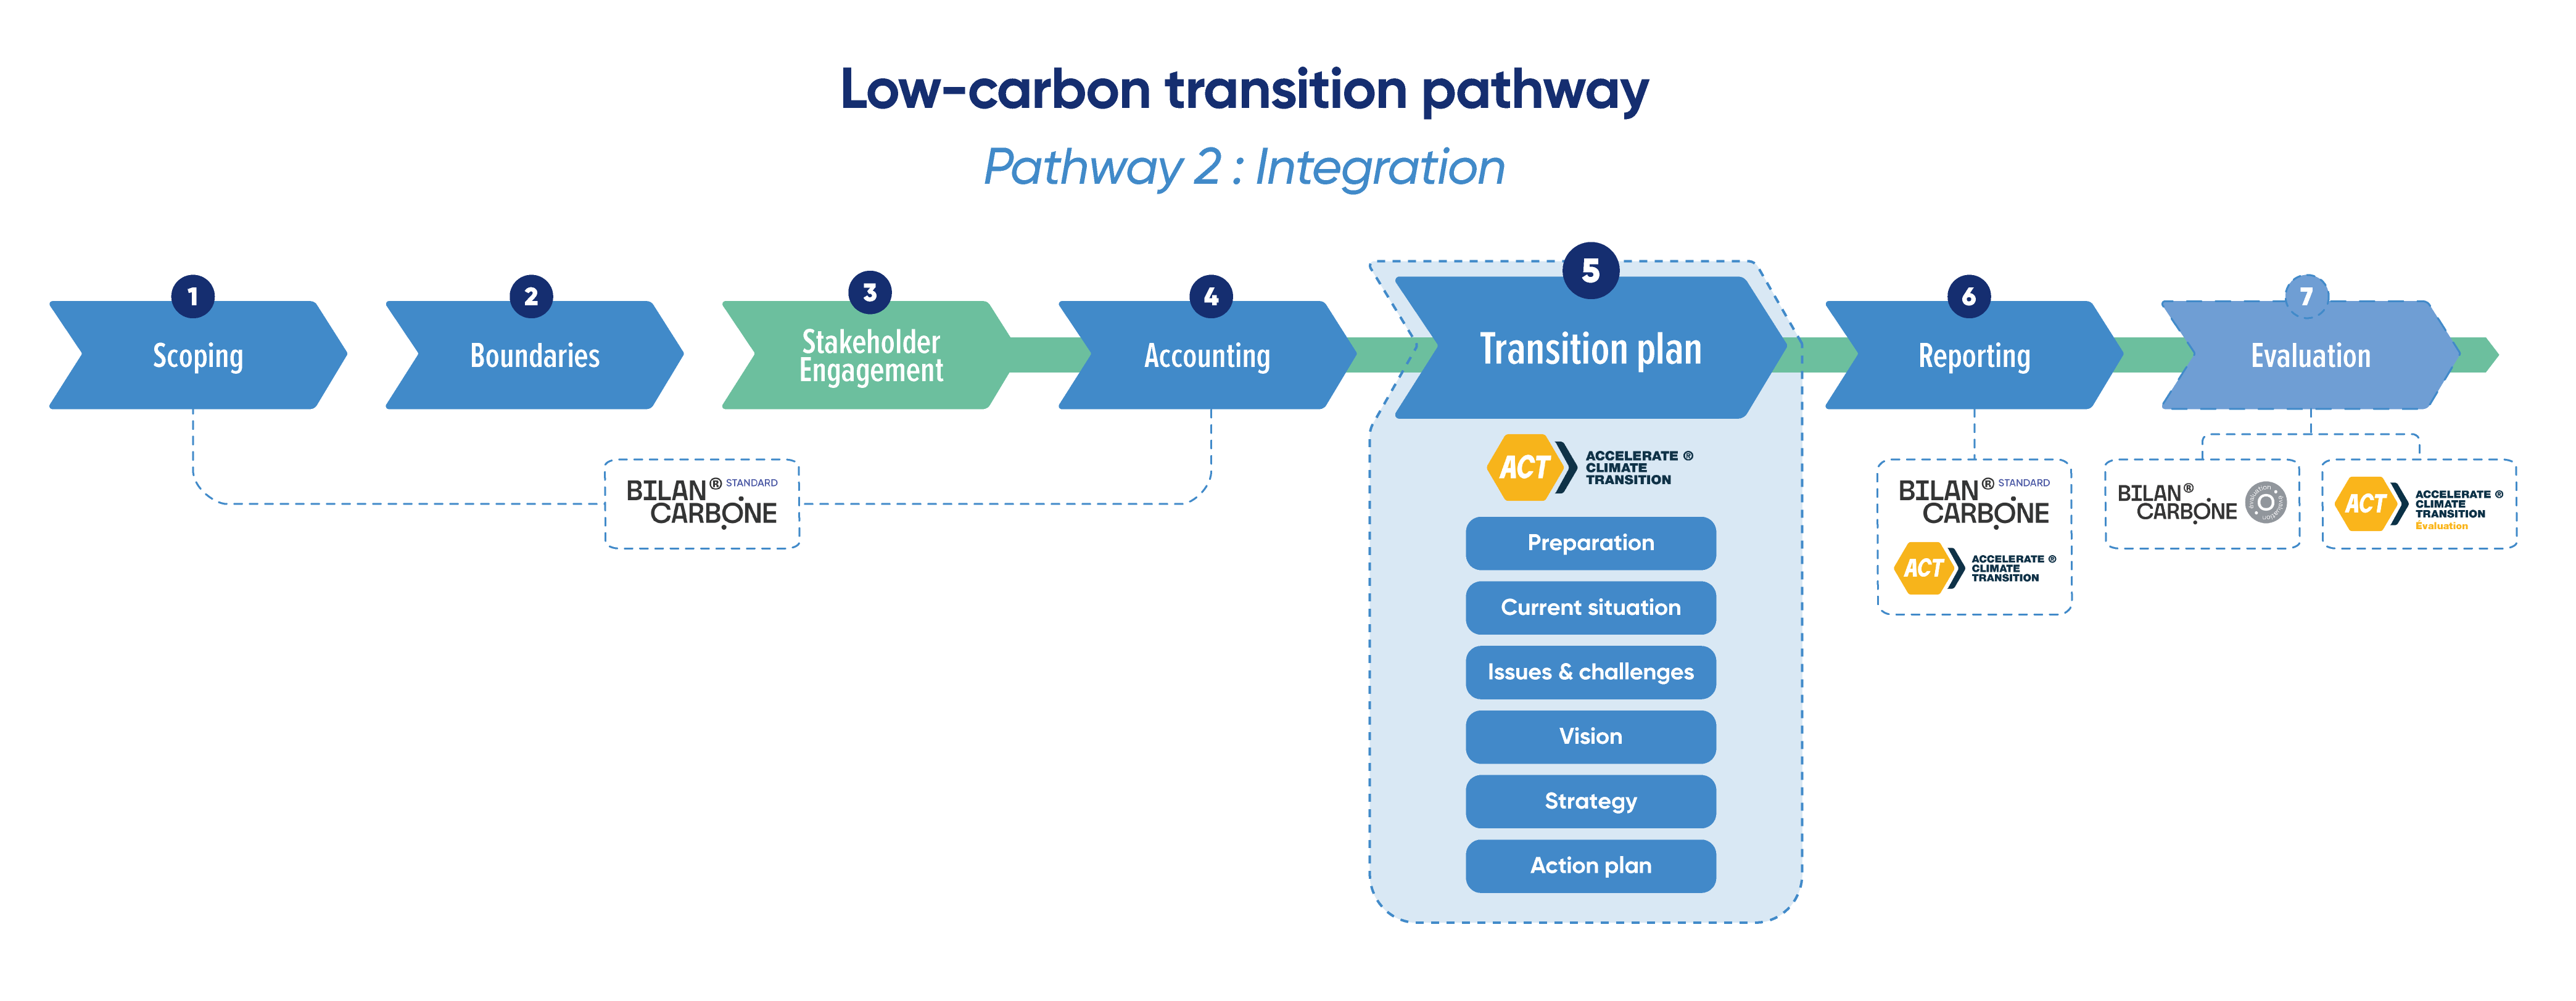 Low-carbon transition pathway
Pathway 2 : Integration
1
Scoping
2
Boundaries
3
Stakeholder
Engagement
4
Accounting
5
Transition plan
6
Reporting
7
Evaluation
BILAN® STANDARD
CARBONE
ACT
ACCELERATE ®
CLIMATE
TRANSITION
Preparation
Current situation
Issues & challenges
Vision
Strategy
Action plan
BILAN® STANDARD
CARBONE
ACT
ACCELERATE ®
CLIMATE
TRANSITION
BILAN®
CARBONE
évaluation
évaluation
ACT
ACCELERATE ®
CLIMATE
TRANSITION
Évaluation